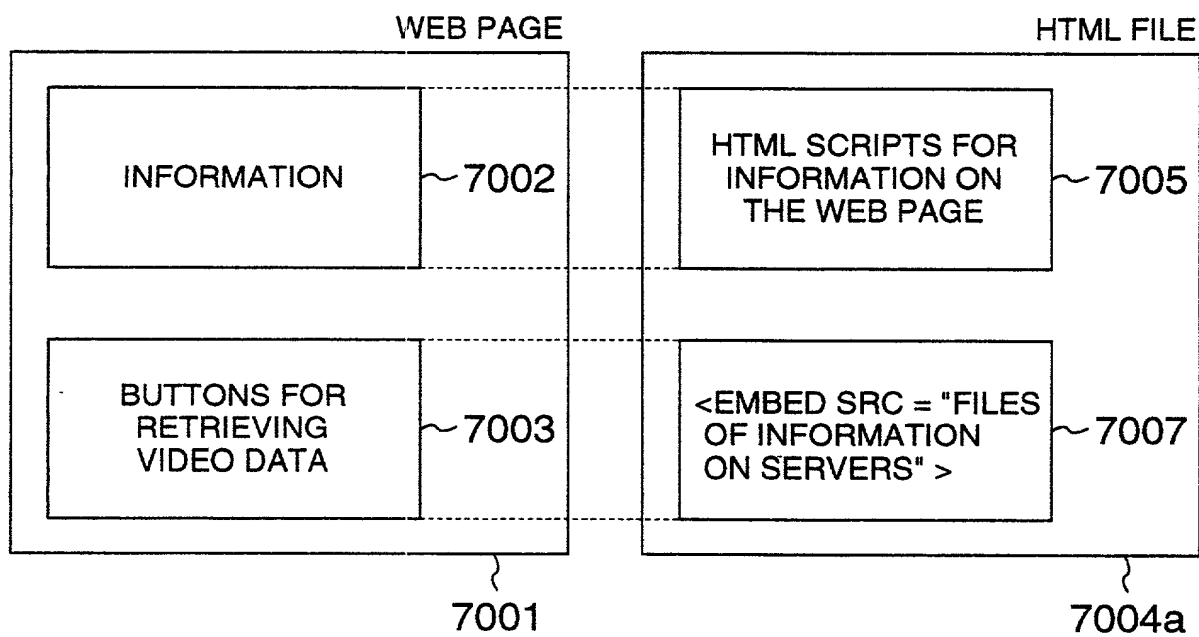 WEB PAGE
INFORMATION
7002
BUTTONS FOR
RETRIEVING
VIDEO DATA
7003
7001
HTML FILE
HTML SCRIPTS FOR
INFORMATION ON
THE WEB PAGE
7005
<EMBED SRC = "FILES
OF INFORMATION
ON SERVERS" >
7007
7004a